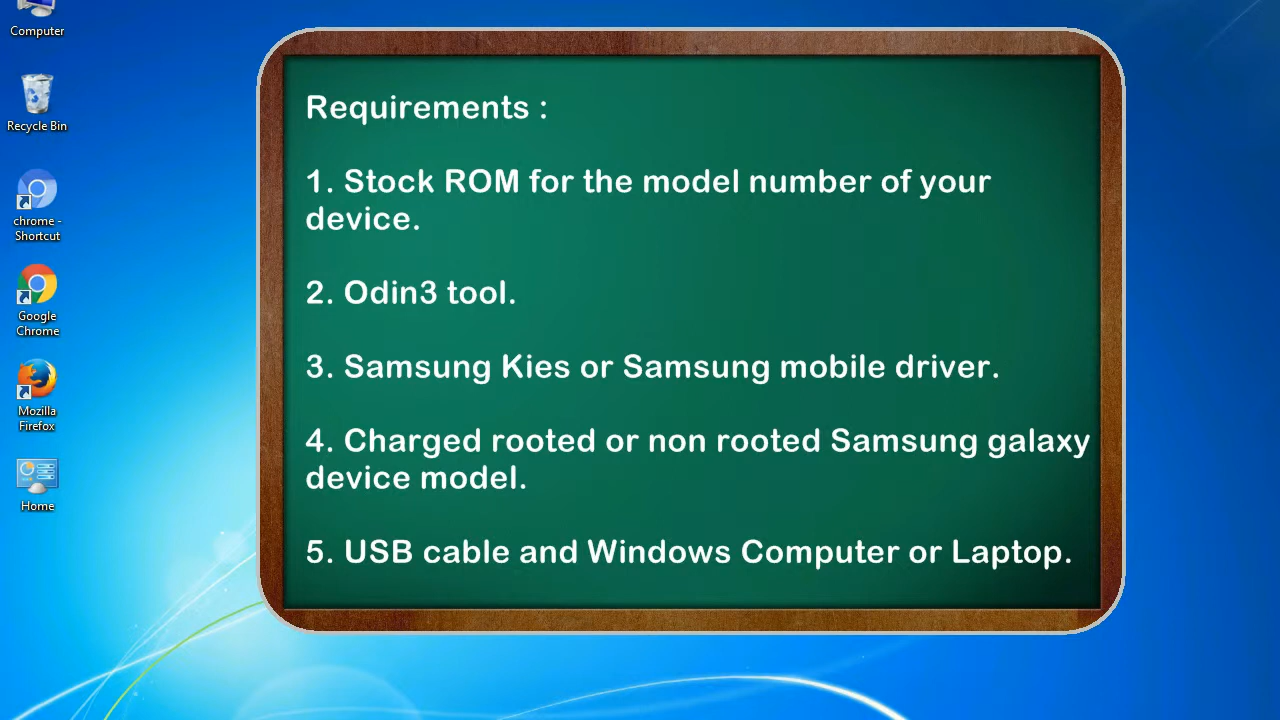 Computer
Recycle Bin
chrome -
Shortcut
Google
Chrome
Mozilla
Firefox
Home
Requirements :
1. Stock ROM for the model number of your
device.
2. Odin3 tool.
3. Samsung Kies or Samsung mobile driver.
4. Charged rooted or non rooted Samsung galaxy
device model.
5. USB cable and Windows Computer or Laptop.